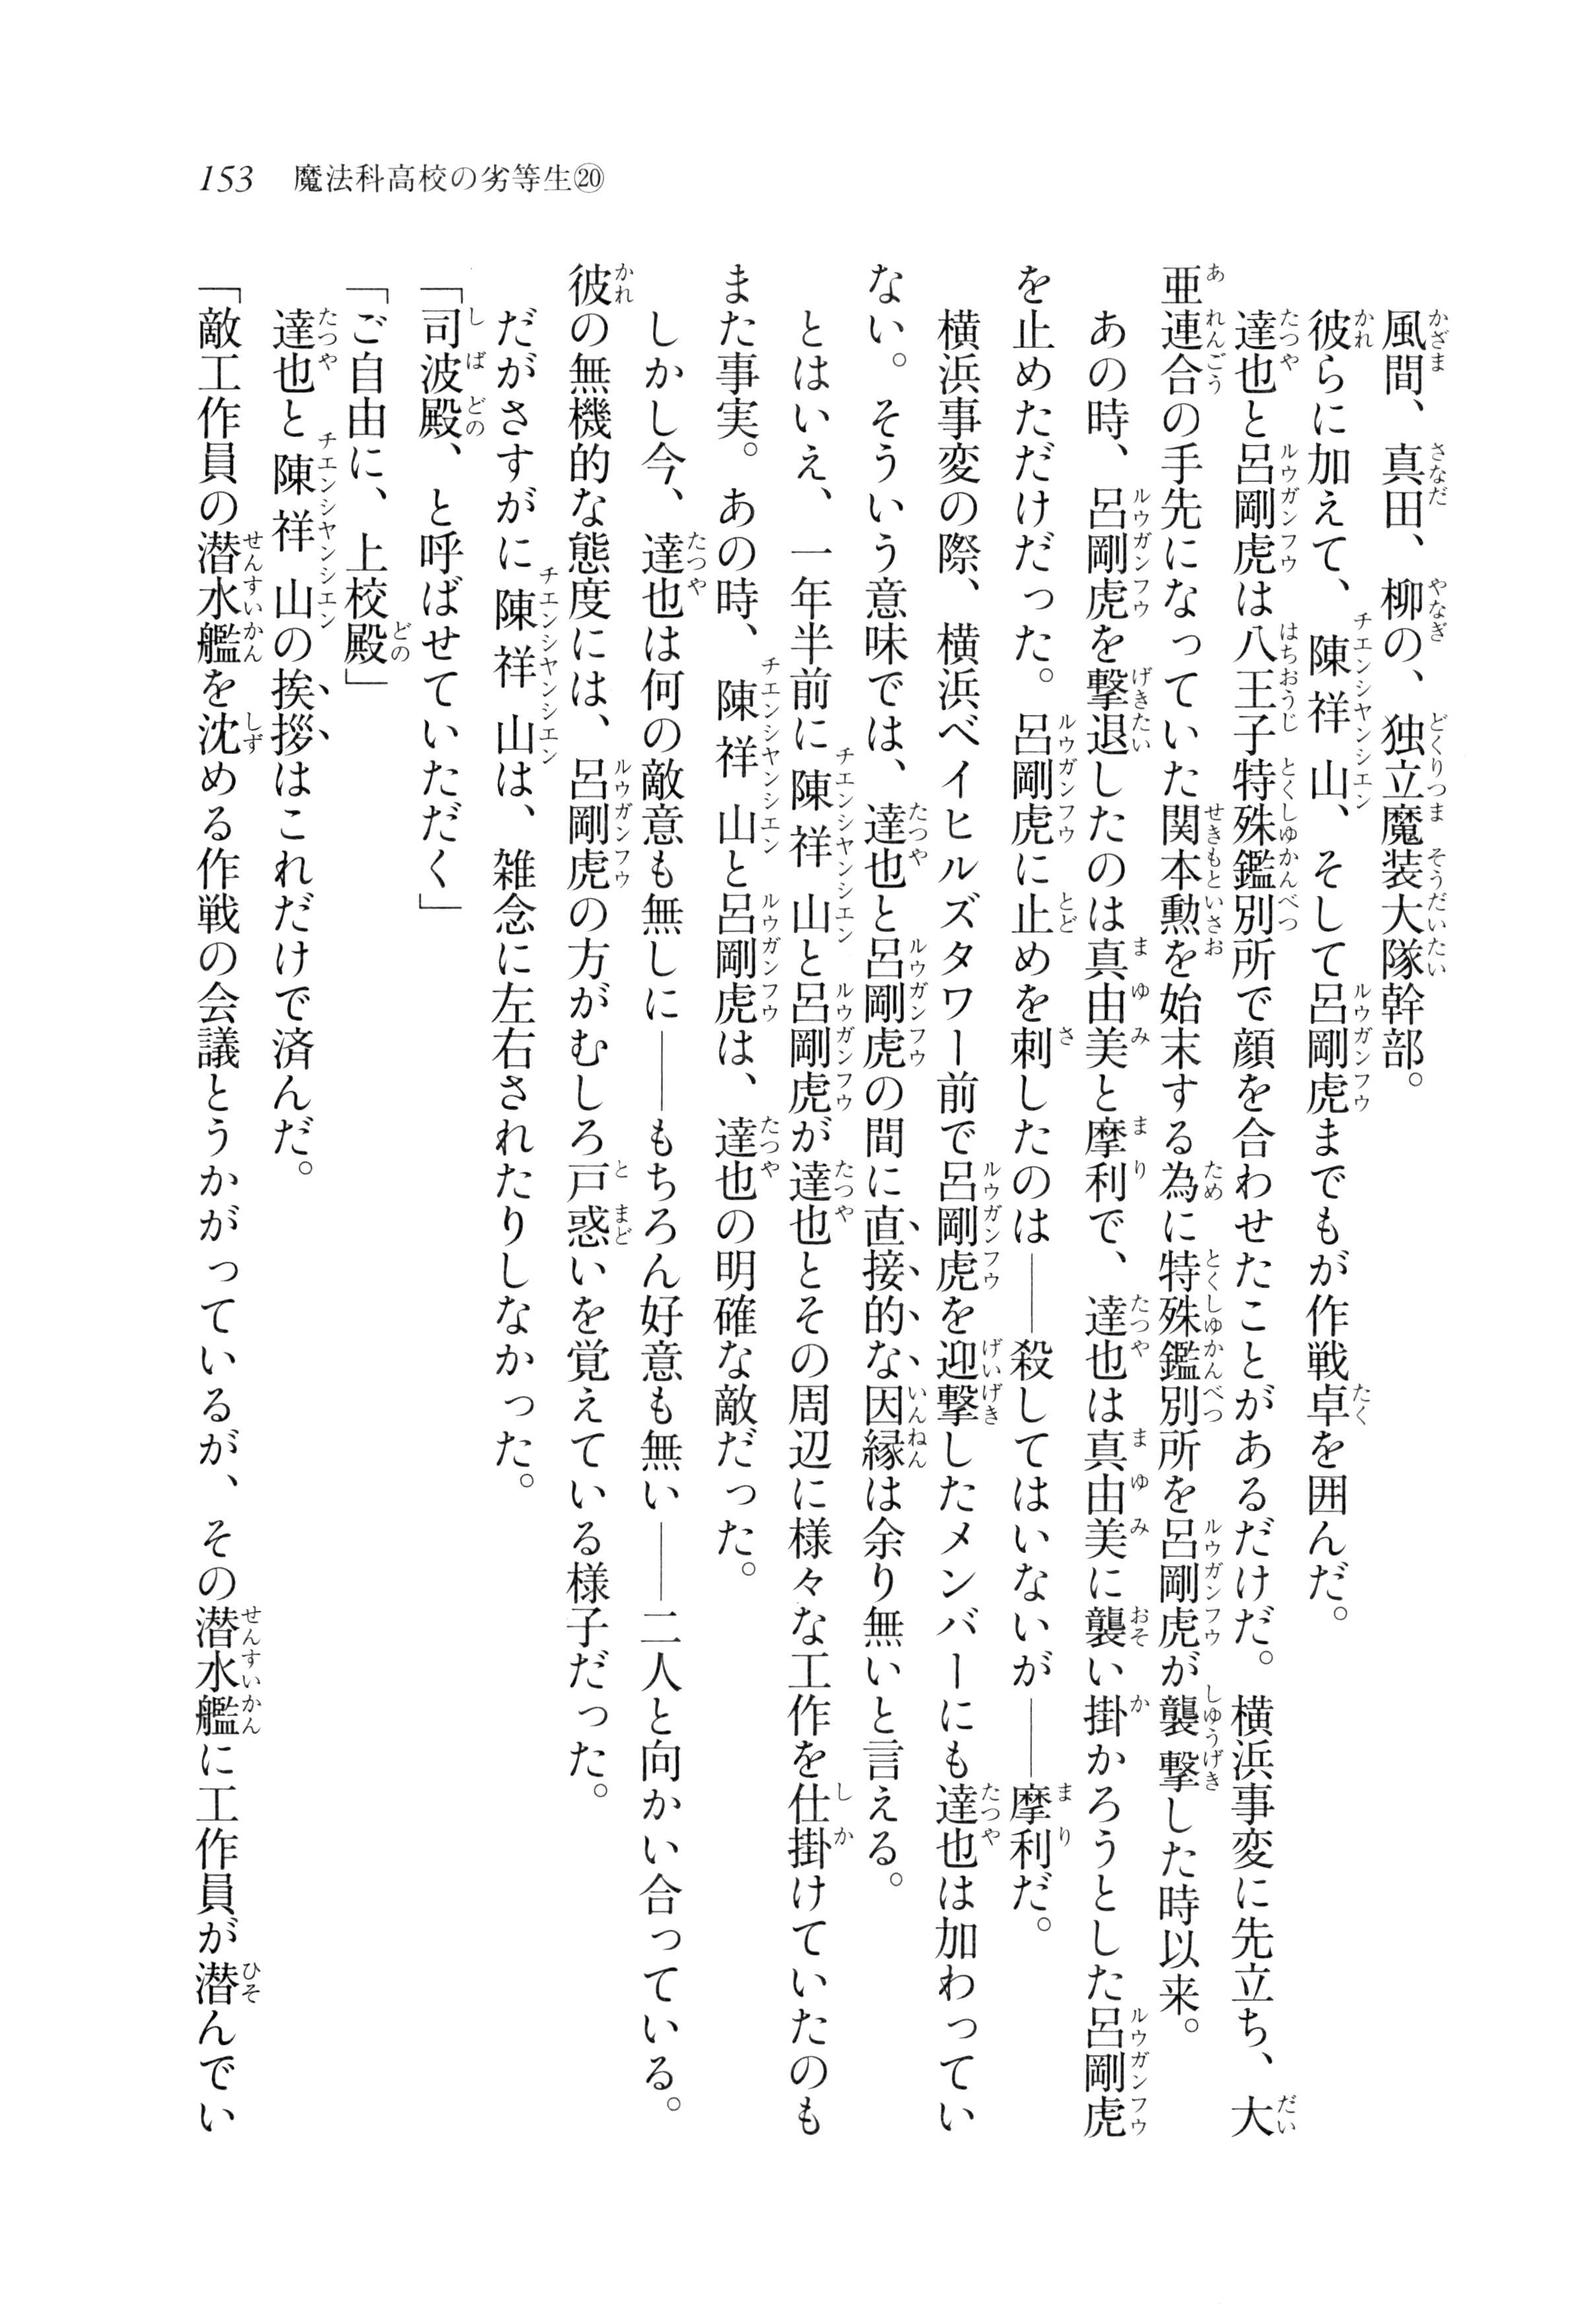 153　魔法科高校の劣等生⑳
風間、真田、柳の、独立魔装大隊幹部。
彼らに加えて、陳祥山、そして呂剛虎までもが作戦卓を囲んだ。
達也と呂剛虎は八王子特殊鑑別所で顔を合わせたことがあるだけだ。横浜事変に先立ち、大
亜連合の手先になっていた関本勲を始末する為に特殊鑑別所を呂剛虎が襲撃した時以来。
あの時、呂剛虎を撃退したのは真由美と摩利で、達也は真由美に襲い掛かろうとした呂剛虎
を止めただけだった。呂剛虎に止めを刺したのは――殺してはいないが――摩利だ。
横浜事変の際、横浜ベイヒルズタワー前で呂剛虎を迎撃したメンバーにも達也は加わってい
ない。そういう意味では、達也と呂剛虎の間に直接的な因縁は余り無いと言える。
とはいえ、一年半前に陳祥山と呂剛虎が達也とその周辺に様々な工作を仕掛けていたのも
また事実。あの時、陳祥山と呂剛虎は、達也の明確な敵だった。
しかし今、達也は何の敵意も無しに――もちろん好意も無い――二人と向かい合っている。
彼の無機的な態度には、呂剛虎の方がむしろ戸惑いを覚えている様子だった。
だがさすがに陳祥山は、雑念に左右されたりしなかった。
「司波殿、と呼ばせていただく」
「ご自由に、上校殿」
達也と陳祥山の挨拶はこれだけで済んだ。
「敵工作員の潜水艦を沈める作戦の会議とうかがっているが、その潜水艦に工作員が潜んでい